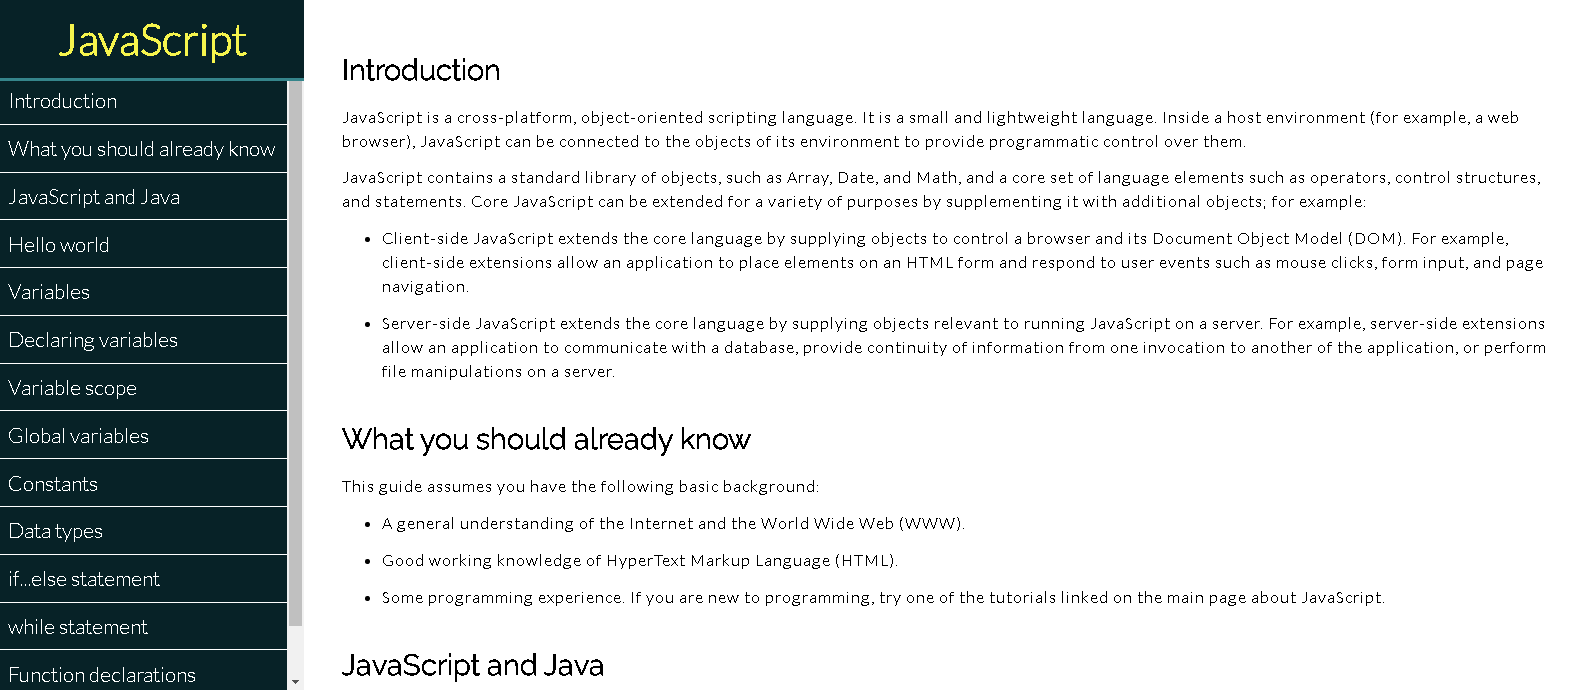 JavaScript
Introduction
What you should already know
JavaScript and Java
Hello world
Variables
Declaring variables
Variable scope
Global variables
Constants
Data types
if...else statement
while statement
Function declarations
Introduction
JavaScript is a cross-platform, object-oriented scripting language. It is a small and lightweight language. Inside a host environment (for example, a web
browser), JavaScript can be connected to the objects of its environment to provide programmatic control over them.
JavaScript contains a standard library of objects, such as Array, Date, and Math, and a core set of language elements such as operators, control structures,
and statements. Core JavaScript can be extended for a variety of purposes by supplementing it with additional objects; for example:
• Client-side JavaScript extends the core language by supplying objects to control a browser and its Document Object Model (DOM). For example,
client-side extensions allow an application to place elements on an HTML form and respond to user events such as mouse clicks, form input, and page
navigation.
• Server-side JavaScript extends the core language by supplying objects relevant to running JavaScript on a server. For example, server-side extensions
allow an application to communicate with a database, provide continuity of information from one invocation to another of the application, or perform
file manipulations on a server.
What you should already know
This guide assumes you have the following basic background:
• A general understanding of the Internet and the World Wide Web (WWW).
• Good working knowledge of HyperText Markup Language (HTML).
• Some programming experience. If you are new to programming, try one of the tutorials linked on the main page about JavaScript.
JavaScript and Java